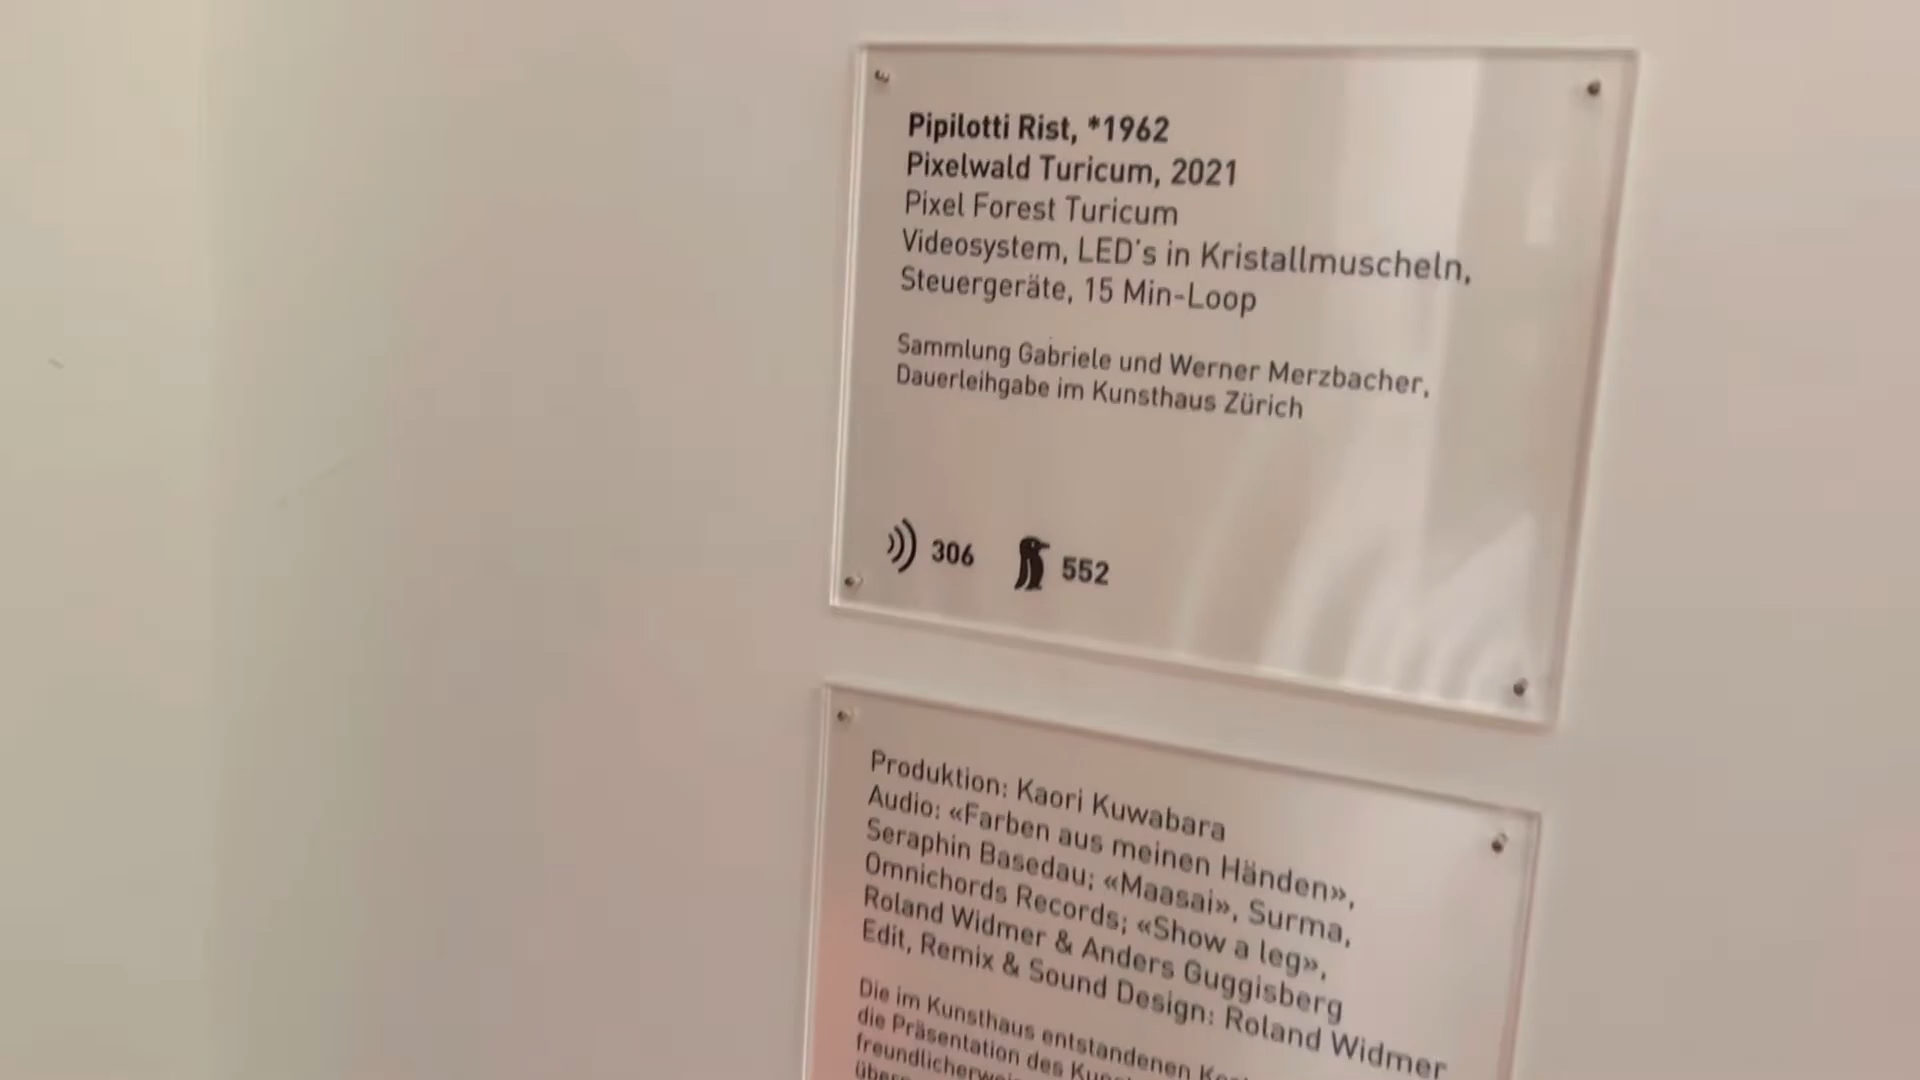 Pipilotti Rist, *1962
Pixelwald Turicum, 2021
Pixel Forest Turicum
Videosystem, LED's in Kristallmuscheln,
Steuergeräte, 15 Min-Loop
Sammlung Gabriele und Werner Merzbacher,
Dauerleihgabe im Kunsthaus Zürich
306 552
Produktion: Kaori Kuwabara
Audio: «Farben aus meinen Händen»,
Seraphin Basedau; «Maasai», Surma,
Omnichords Records; «Show a leg»,
Roland Widmer & Anders Guggisberg
Edit, Remix & Sound Design: Roland Widmer
Die im Kunsthaus entstandenen
die Präsentation des